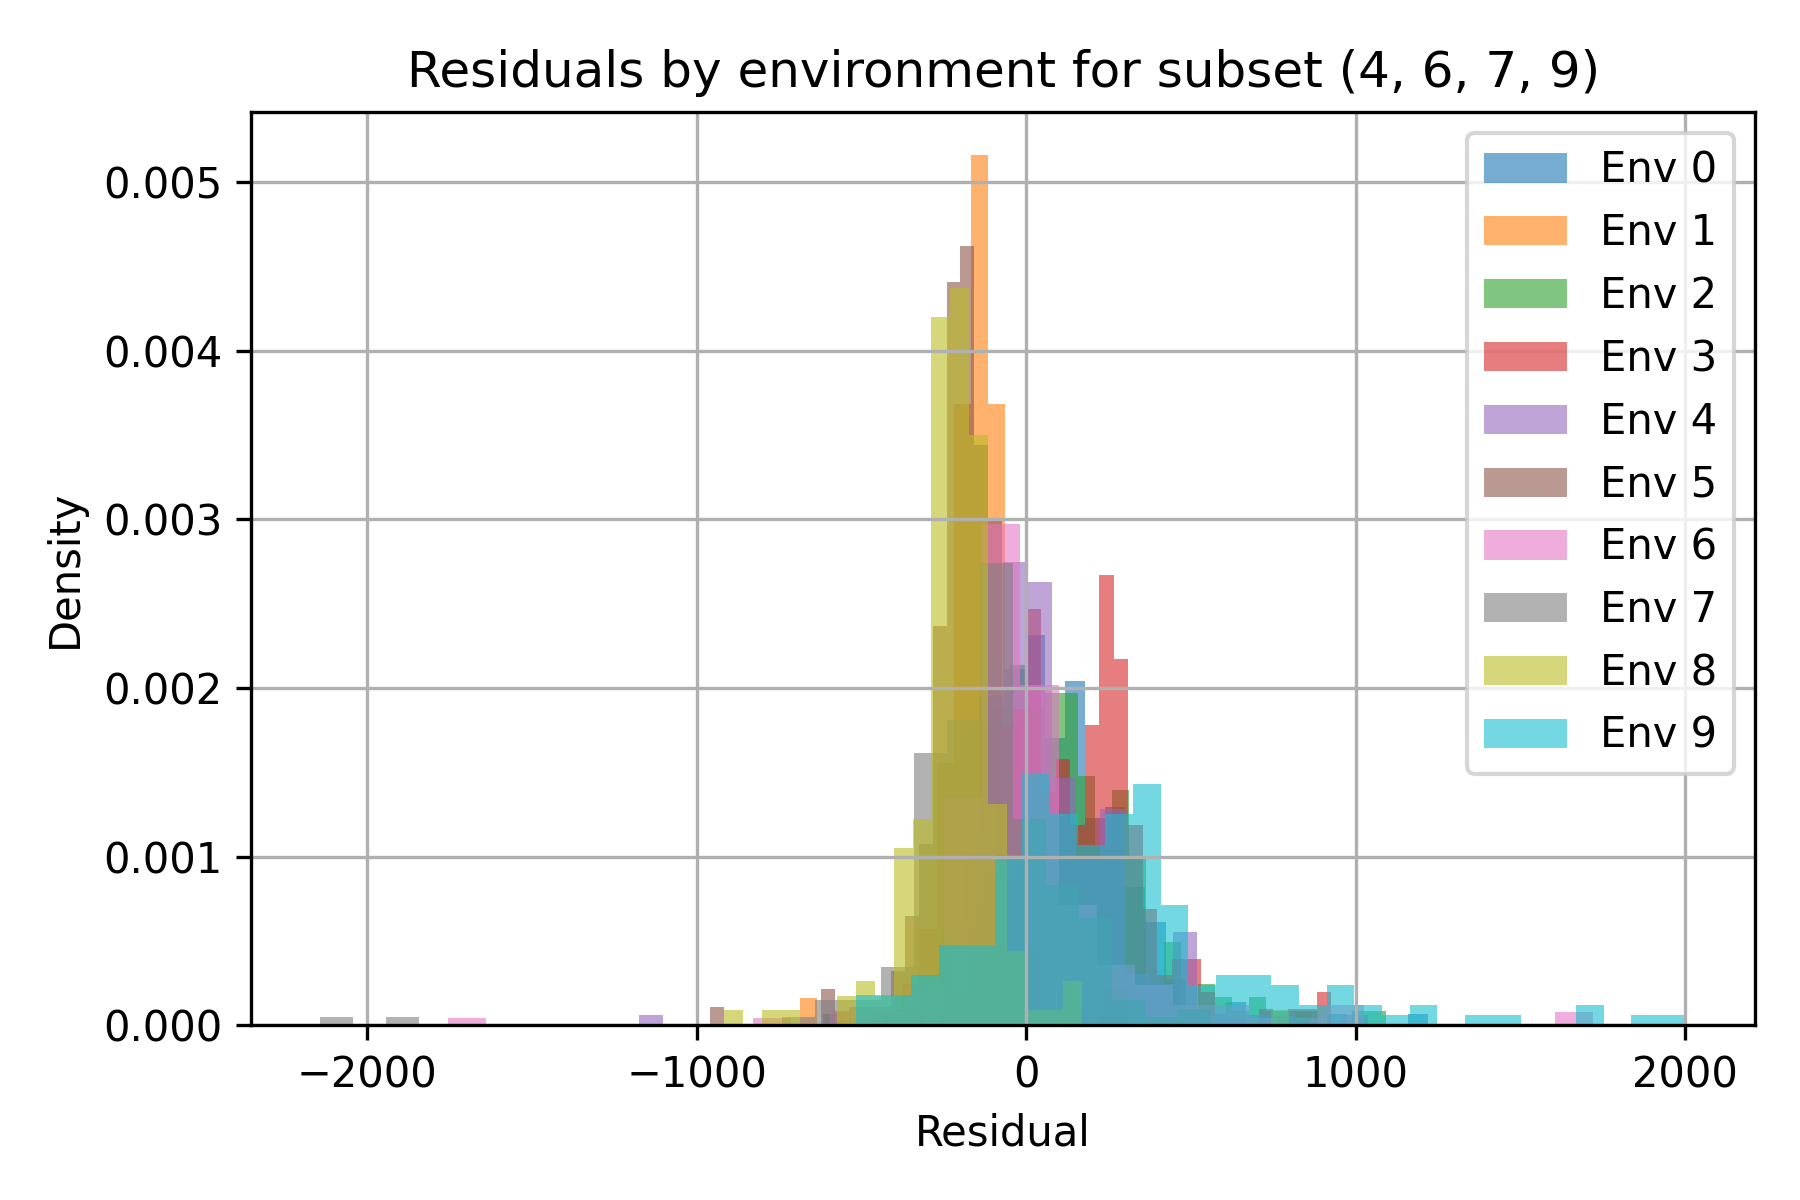 Residuals by environment for subset (4, 6, 7, 9)
Density
0.005
0.004
0.003
0.002
0.001
0.000
−2000
−1000
0
1000
2000
Residual
Env 0
Env 1
Env 2
Env 3
Env 4
Env 5
Env 6
Env 7
Env 8
Env 9